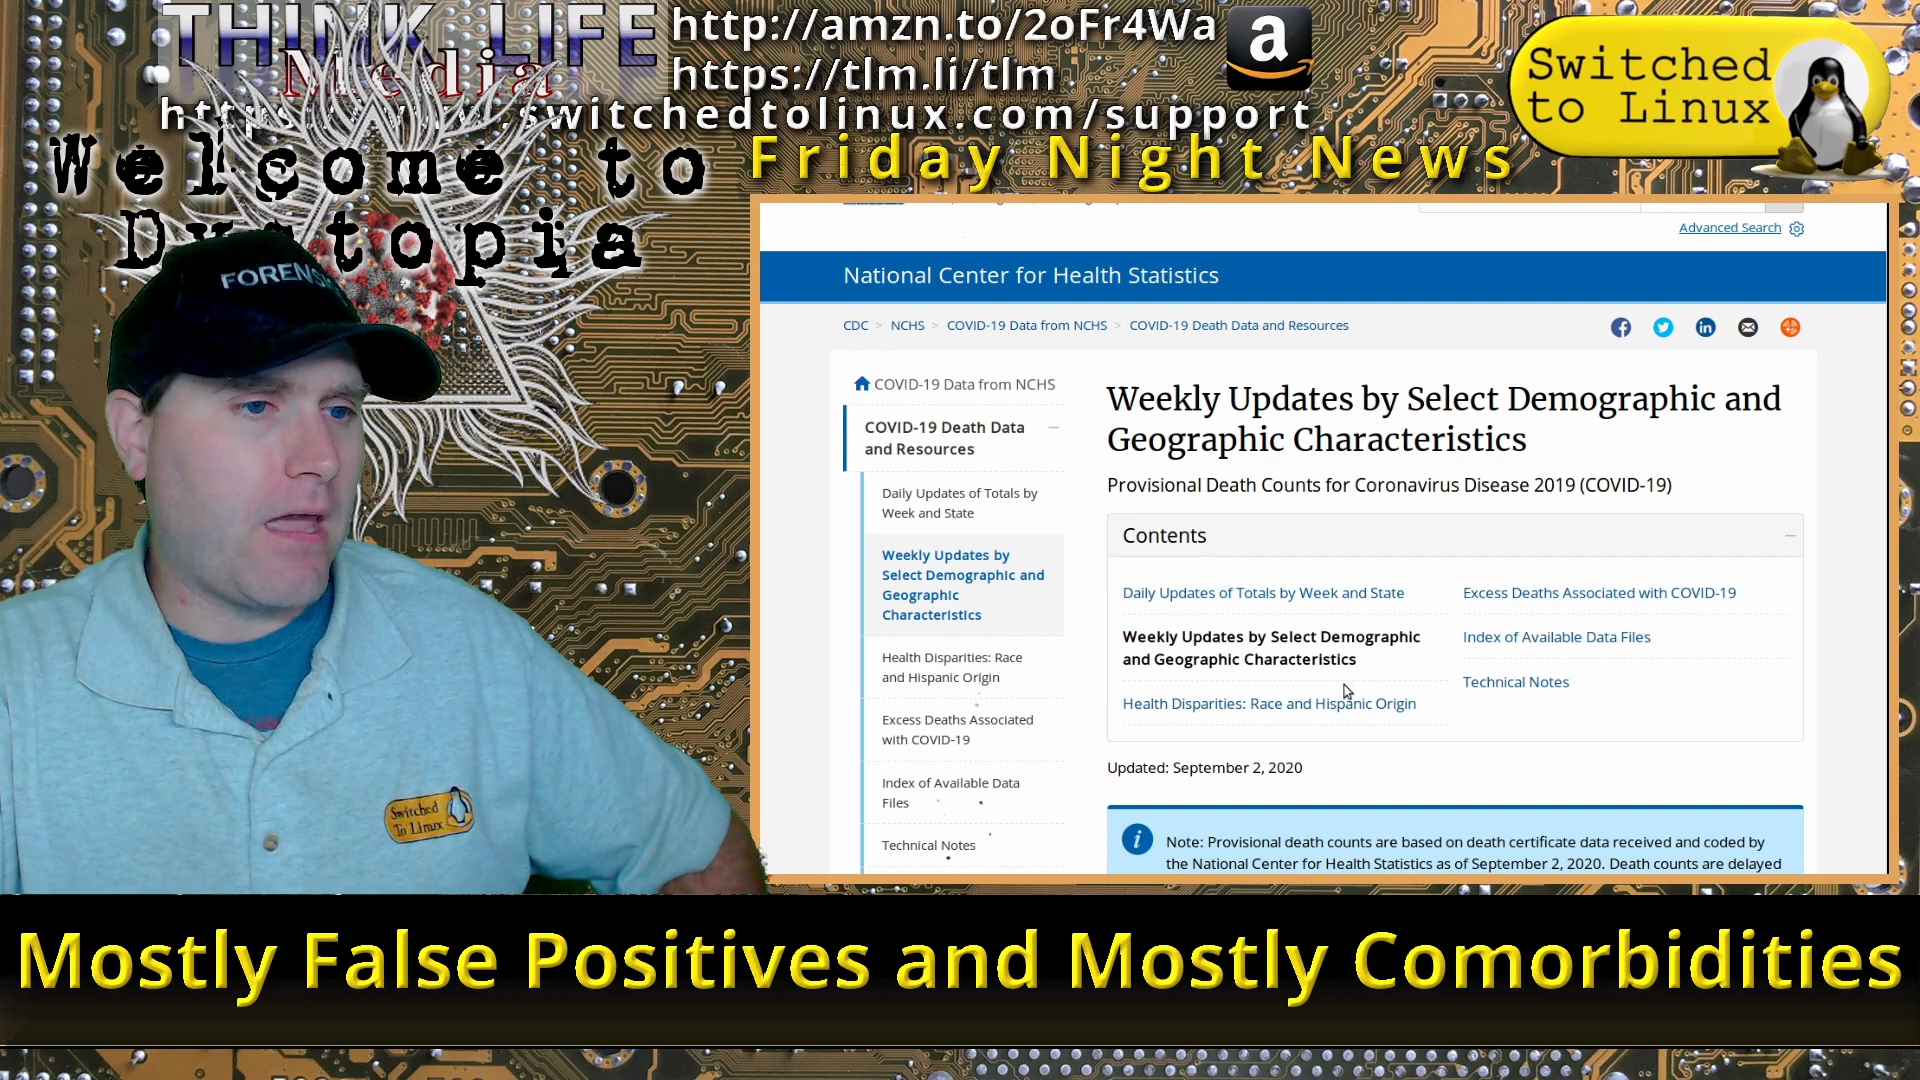 THINK LIFE
Media
http://amzn.to/2oFr4Wa
https://tlm.li/tlm
https://www.switchedtolinux.com/support
a
Switched
to Linux
Welcome to
Dystopia
Friday Night News
Advanced Search
National Center for Health Statistics
CDC > NCHS > COVID-19 Data from NCHS > COVID-19 Death Data and Resources
COVID-19 Data from NCHS
COVID-19 Death Data
and Resources
Daily Updates of Totals by
Week and State
Weekly Updates by
Select Demographic and
Geographic
Characteristics
Health Disparities: Race
and Hispanic Origin
Excess Deaths Associated
with COVID-19
Index of Available Data
Files
Technical Notes
Weekly Updates by Select Demographic and
Geographic Characteristics
Provisional Death Counts for Coronavirus Disease 2019 (COVID-19)
Contents
Daily Updates of Totals by Week and State
Weekly Updates by Select Demographic
and Geographic Characteristics
Health Disparities: Race and Hispanic Origin
Excess Deaths Associated with COVID-19
Index of Available Data Files
Technical Notes
Updated: September 2, 2020
Note: Provisional death counts are based on death certificate data received and coded by
the National Center for Health Statistics as of September 2, 2020. Death counts are delayed
Switched
To Linux
Mostly False Positives and Mostly Comorbidities